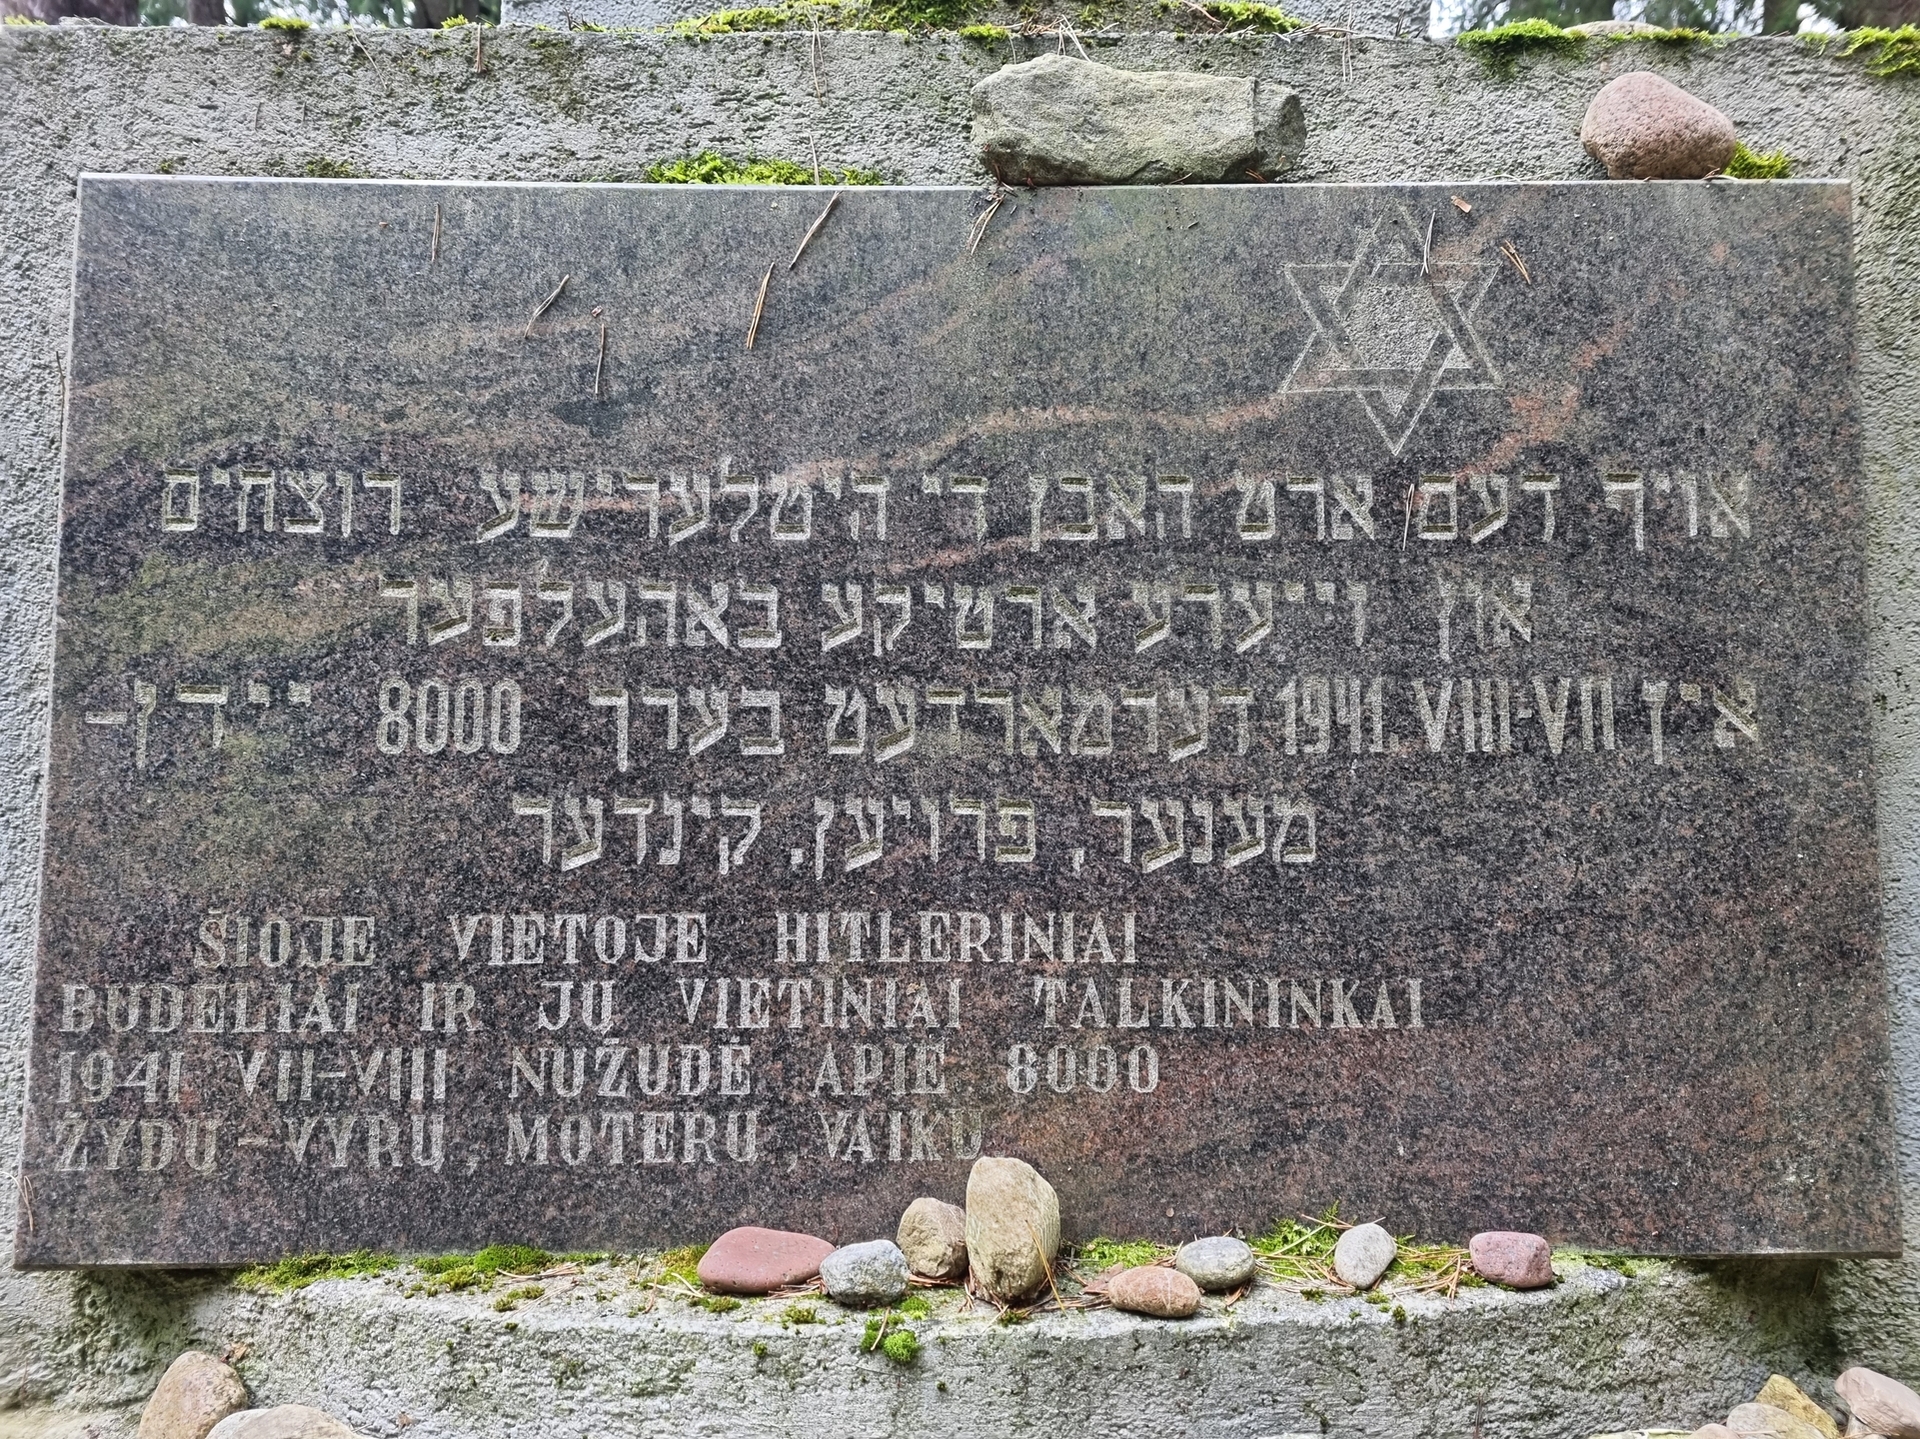 אויף דעם ארט האבן די היטלערישע רוצחים
און זייערע ארטיקע באהעלפער
אין 1941.VIII-VII דערמארדעט בערך 8000 יידן-
מענער, פרויען, קינדער
ŠIOJE VIETOJE HITLERINIAI
BUDELIAI IR JŲ VIETINIAI TALKININKAI
1941 VII-VIII NUŽUDĖ APIE 8000
ŽYDŲ - VYRŲ, MOTERŲ, VAIKŲ